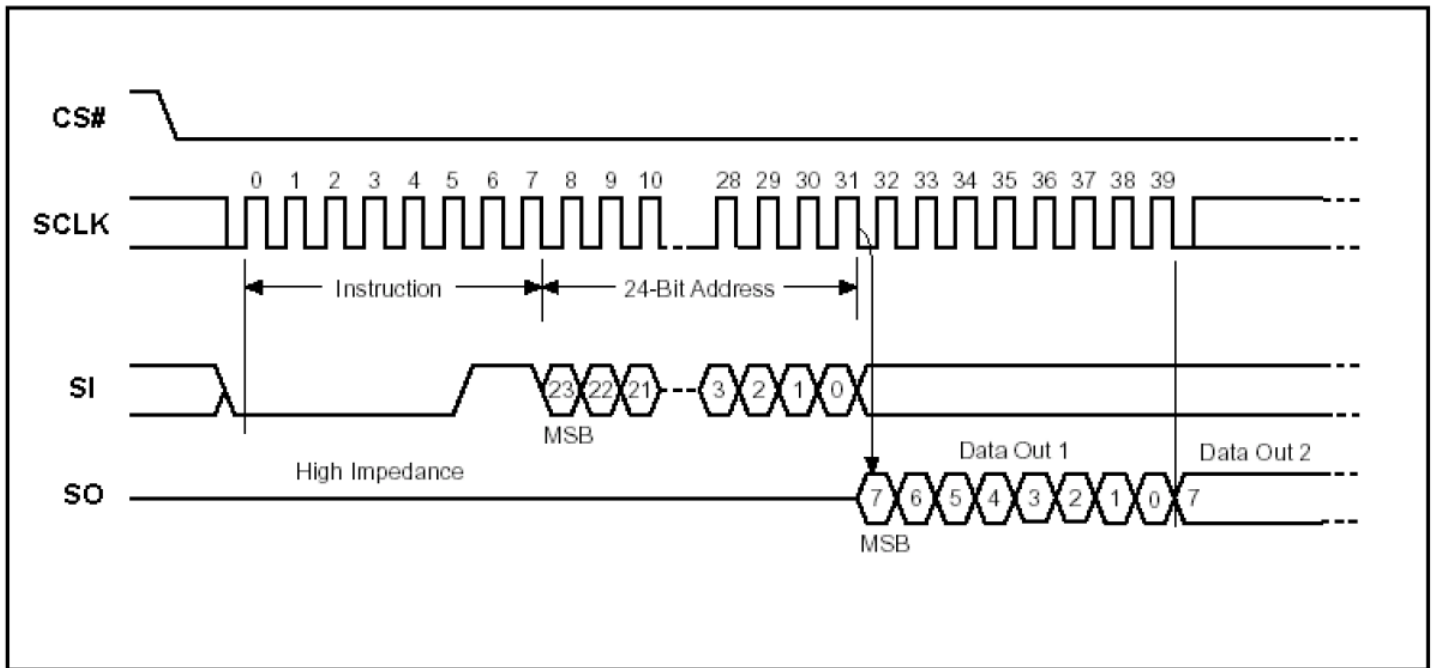 CS#
0 1 2 3 4 5 6 7 8 9 10 28 29 30 31 32 33 34 35 36 37 38 39
SCLK
Instruction 24-Bit Address
SI 23 22 21 3 2 1 0
MSB
Data Out 1 Data Out 2
High Impedance
SO 7 6 5 4 3 2 1 0 7
MSB